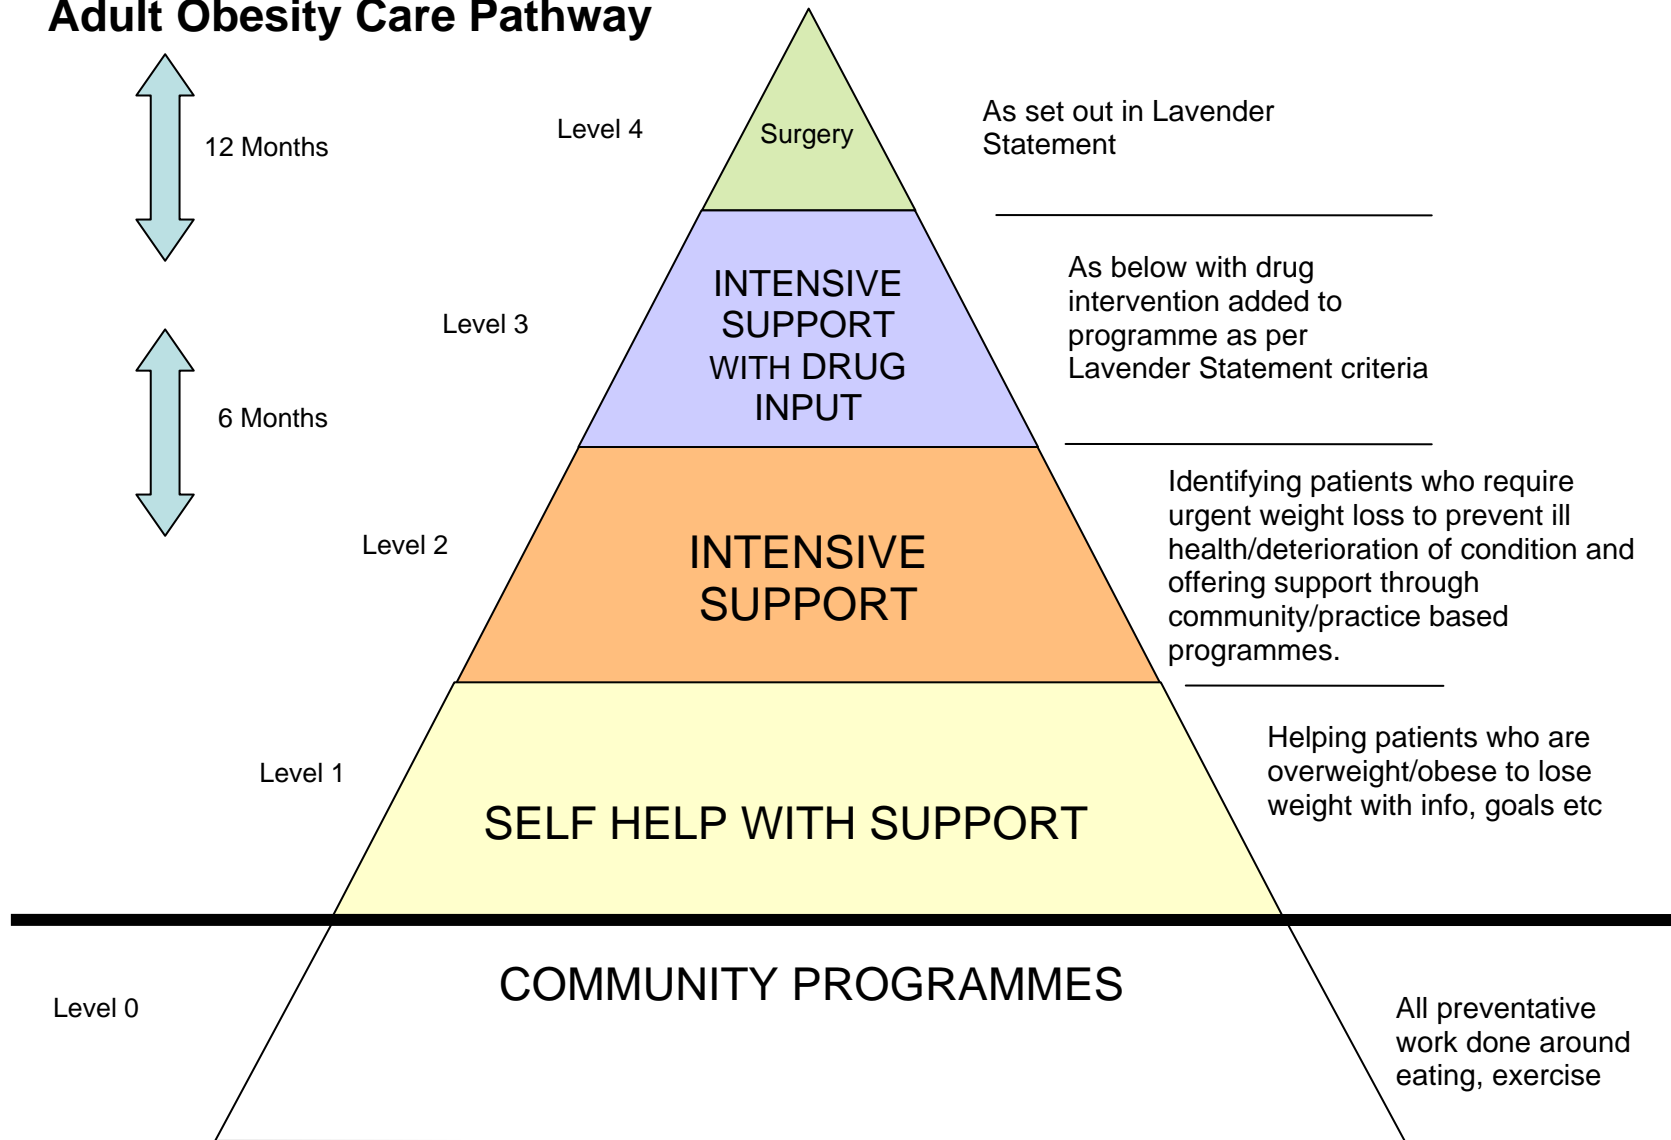 Adult Obesity Care Pathway
12 Months
Level 4
Surgery
As set out in Lavender
Statement
Level 3
INTENSIVE
SUPPORT
WITH DRUG
INPUT
As below with drug
intervention added to
programme as per
Lavender Statement criteria
6 Months
Level 2
INTENSIVE
SUPPORT
Identifying patients who require
urgent weight loss to prevent ill
health/deterioration of condition and
offering support through
community/practice based
programmes.
Level 1
SELF HELP WITH SUPPORT
Helping patients who are
overweight/obese to lose
weight with info, goals etc
Level 0
COMMUNITY PROGRAMMES
All preventative
work done around
eating, exercise